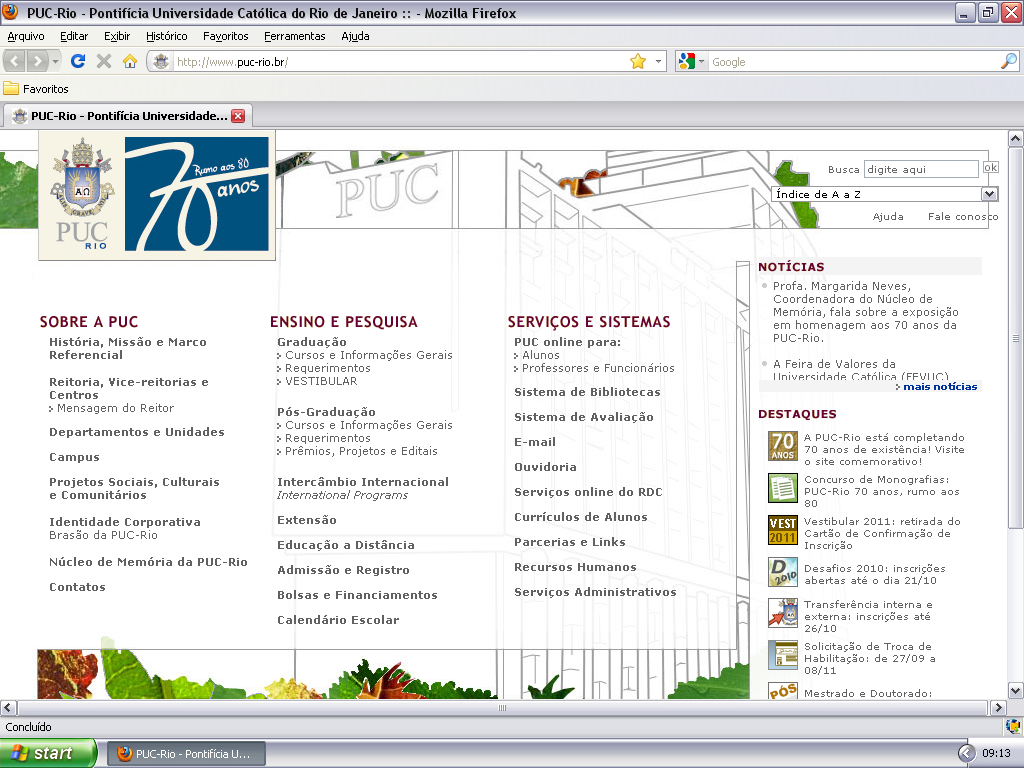 PUC-Rio - Pontifícia Universidade Católica do Rio de Janeiro :: - Mozilla Firefox
Arquivo Editar Exibir Histórico Favoritos Ferramentas Ajuda
http://www.puc-rio.br/
Google
Favoritos
PUC-Rio - Pontifícia Universidade...
PUC
RIO
70
Rumo aos 80
anos
PUC
Busca digite aqui ok
Índice de A a Z
Ajuda Fale conosco
SOBRE A PUC
História, Missão e Marco
Referencial
Reitoria, Vice-reitorias e
Centros
Mensagem do Reitor
Departamentos e Unidades
Campus
Projetos Sociais, Culturais
e Comunitários
Identidade Corporativa
Brasão da PUC-Rio
Núcleo de Memória da PUC-Rio
Contatos
ENSINO E PESQUISA
Graduação
Cursos e Informações Gerais
Requerimentos
VESTIBULAR
Pós-Graduação
Cursos e Informações Gerais
Requerimentos
Prêmios, Projetos e Editais
Intercâmbio Internacional
International Programs
Extensão
Educação a Distância
Admissão e Registro
Bolsas e Financiamentos
Calendário Escolar
SERVIÇOS E SISTEMAS
PUC online para:
Alunos
Professores e Funcionários
Sistema de Bibliotecas
Sistema de Avaliação
E-mail
Ouvidoria
Serviços online do RDC
Currículos de Alunos
Parcerias e Links
Recursos Humanos
Serviços Administrativos
NOTÍCIAS
Profa. Margarida Neves,
Coordenadora do Núcleo de
Memória, fala sobre a exposição
em homenagem aos 70 anos da
PUC-Rio.
A Feira de Valores da
Universidade Católica (FEVUC)
mais notícias
DESTAQUES
70
ANOS
A PUC-Rio está completando
70 anos de existência! Visite
o site comemorativo!
Concurso de Monografias:
PUC-Rio 70 anos, rumo aos
80
VEST
2011
Vestibular 2011: retirada do
Cartão de Confirmação de
Inscrição
D
2010
Desafios 2010: inscrições
abertas até o dia 21/10
Transferência interna e
externa: inscrições até
26/10
Solicitação de Troca de
Habilitação: de 27/09 a
08/11
PÓS
Mestrado e Doutorado:
Concluído
start
PUC-Rio - Pontifícia U...
09:13